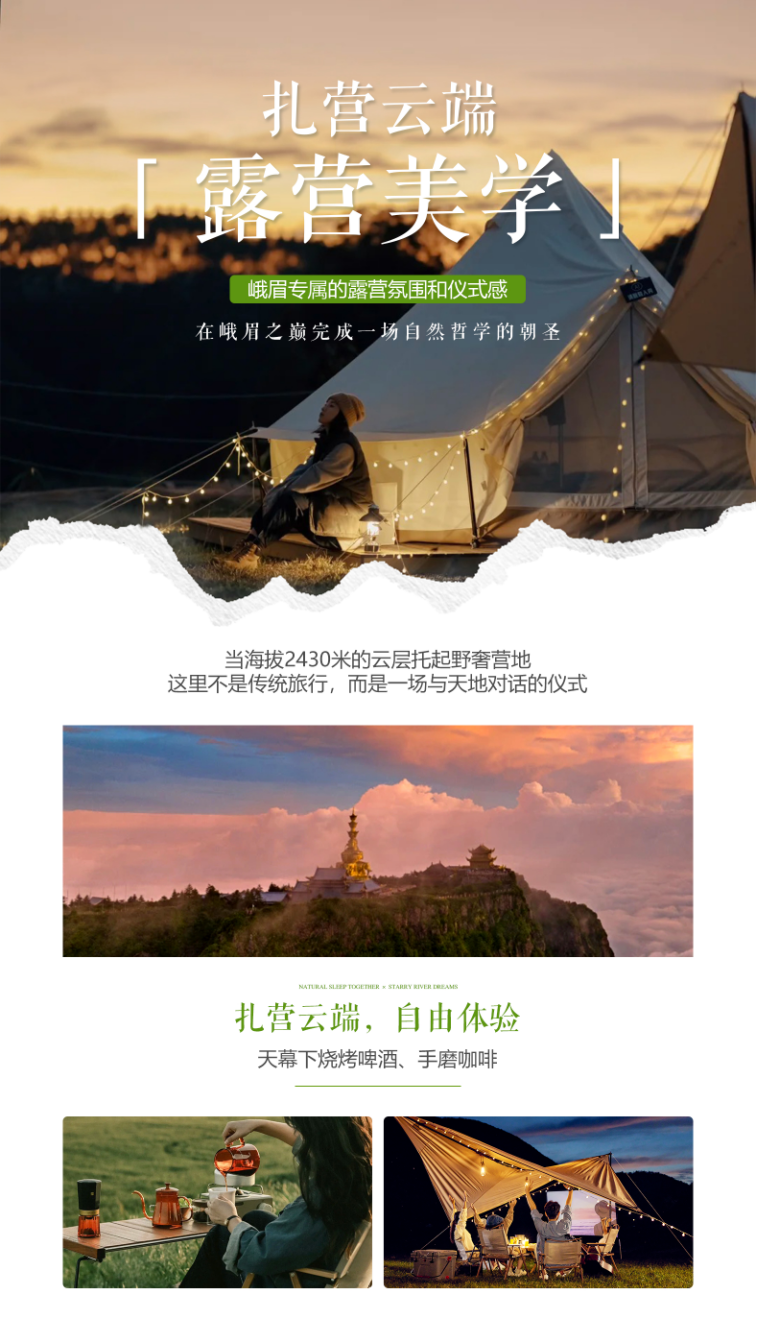 扎营云端
「露营美学」
峨眉专属的露营氛围和仪式感
在峨眉之巅完成一场自然哲学的朝圣
当海拔2430米的云层托起野奢营地
这里不是传统旅行，而是一场与天地对话的仪式
NATURAL SLEEP TOGETHER + STARRY RIVER DREAMS
扎营云端，自由体验
天幕下烧烤啤酒、手磨咖啡